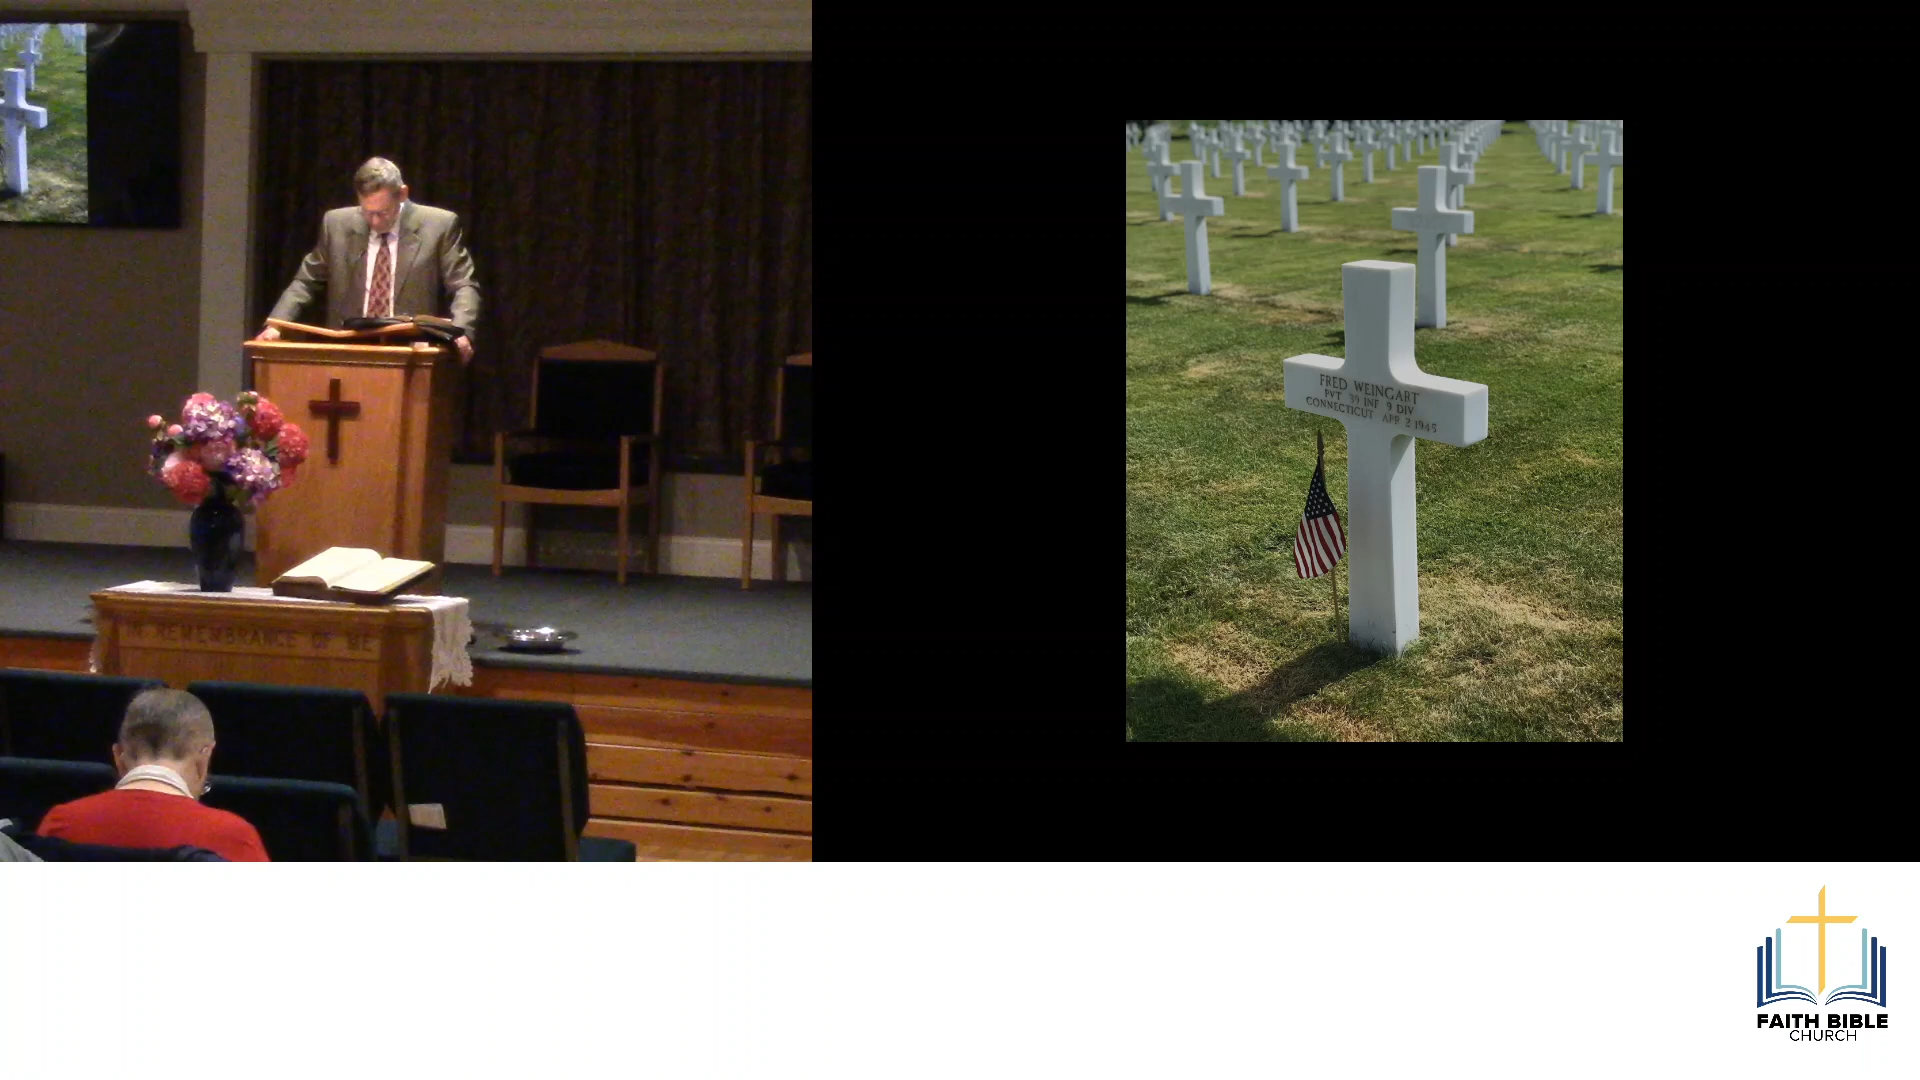 IN REMEMBRANCE OF ME
FRED WEINGART
PVT 39 INF 9 DIV
CONNECTICUT APR 2 1945
FAITH BIBLE
CHURCH